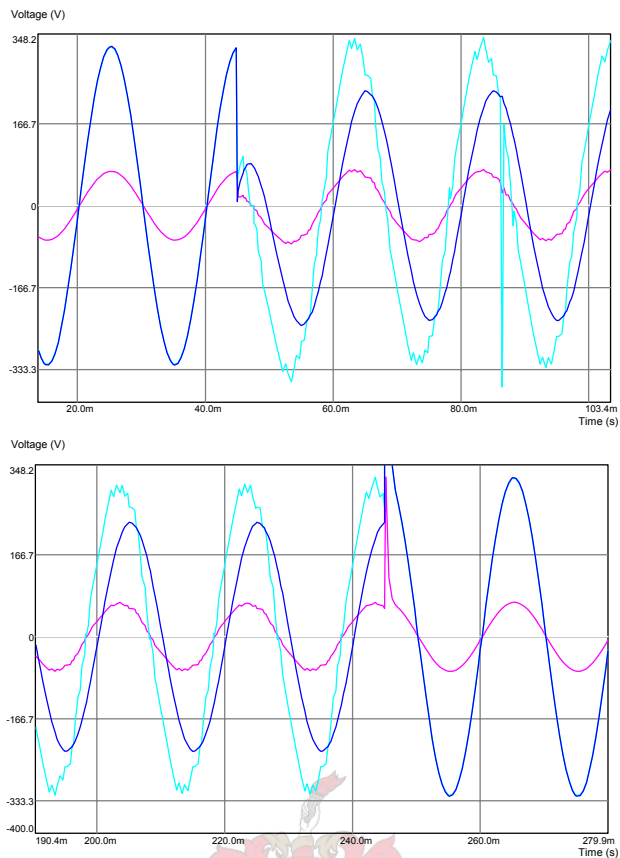 Voltage (V)
348.2
166.7
0
-166.7
-333.3
20.0m 40.0m 60.0m 80.0m 103.4m
Time (s)
Voltage (V)
348.2
166.7
0
-166.7
-333.3
-400.0
190.4m 200.0m 220.0m 240.0m 260.0m 279.9m
Time (s)